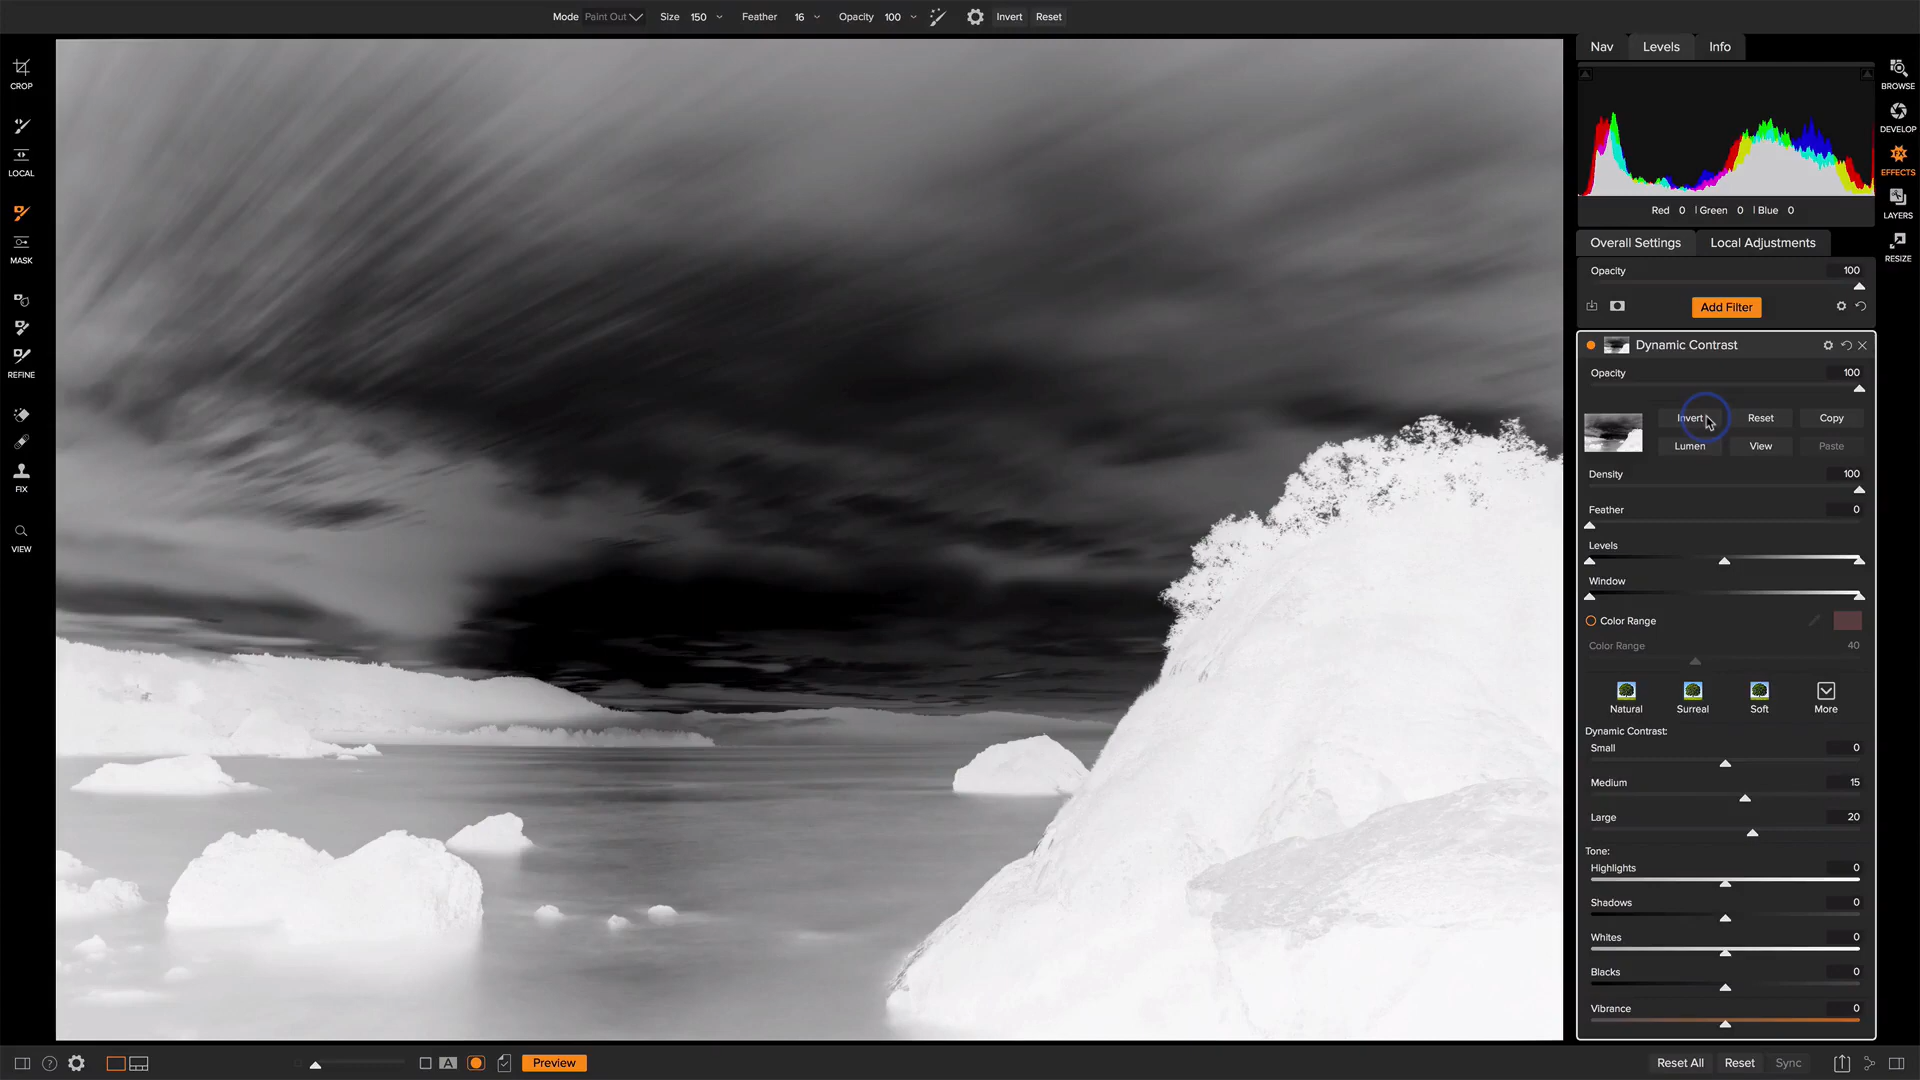 Mode Paint Out Size 150 Feather 16 Opacity 100 Invert Reset
CROP
LOCAL
MASK
REFINE
FIX
VIEW
Nav Levels Info
Red 0 | Green 0 | Blue 0
BROWSE
DEVELOP
FX
EFFECTS
LAYERS
RESIZE
Overall Settings Local Adjustments
Opacity 100
Add Filter
Dynamic Contrast
Opacity 100
Invert Reset Copy
Lumen View Paste
Density 100
Feather 0
Levels
Window
Color Range
Color Range 40
Natural Surreal Soft More
Dynamic Contrast:
Small 0
Medium 15
Large 20
Tone:
Highlights 0
Shadows 0
Whites 0
Blacks 0
Vibrance 0
? A Preview
Reset All Reset Sync